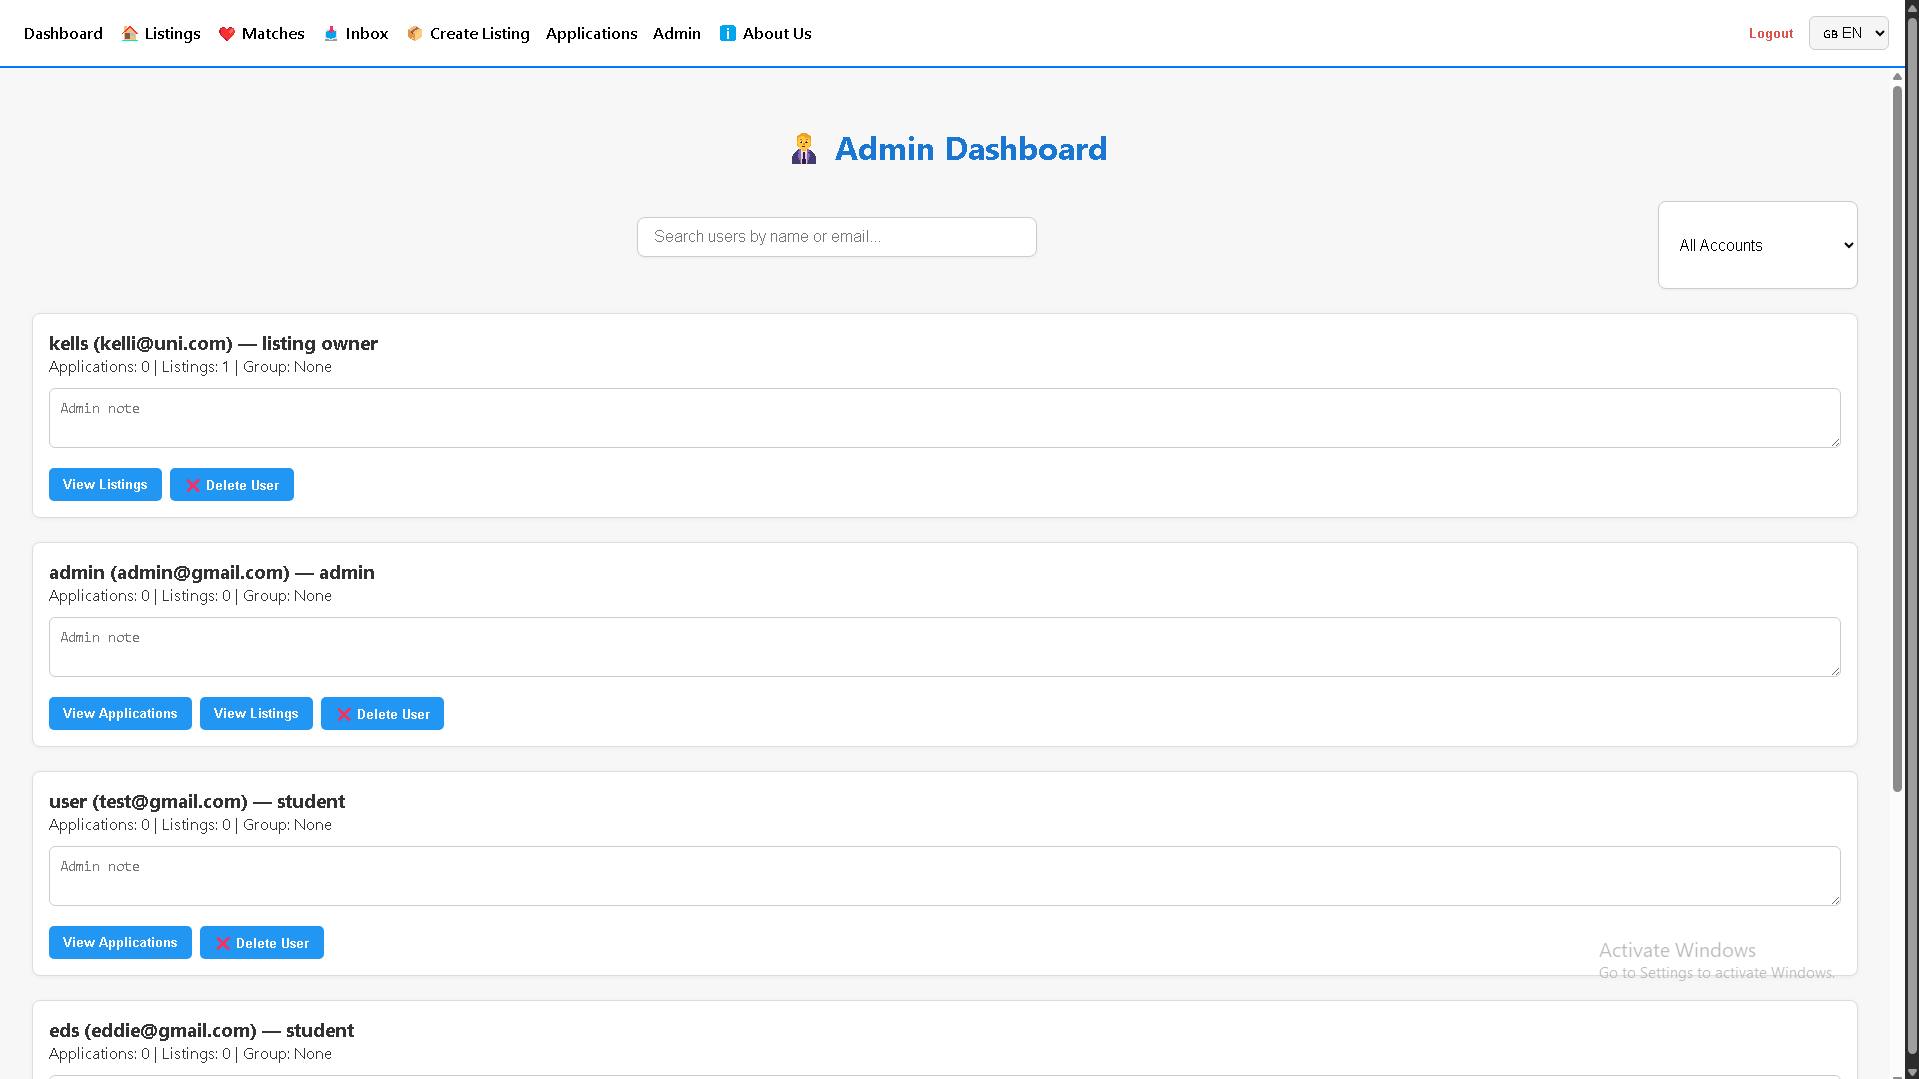 Dashboard Listings Matches Inbox Create Listing Applications Admin About Us Logout GB EN
Admin Dashboard
Search users by name or email...
All Accounts
kells (kelli@uni.com) — listing owner
Applications: 0 | Listings: 1 | Group: None
Admin note
View Listings Delete User
admin (admin@gmail.com) — admin
Applications: 0 | Listings: 0 | Group: None
Admin note
View Applications View Listings Delete User
user (test@gmail.com) — student
Applications: 0 | Listings: 0 | Group: None
Admin note
View Applications Delete User
Activate Windows
Go to Settings to activate Windows.
eds (eddie@gmail.com) — student
Applications: 0 | Listings: 0 | Group: None